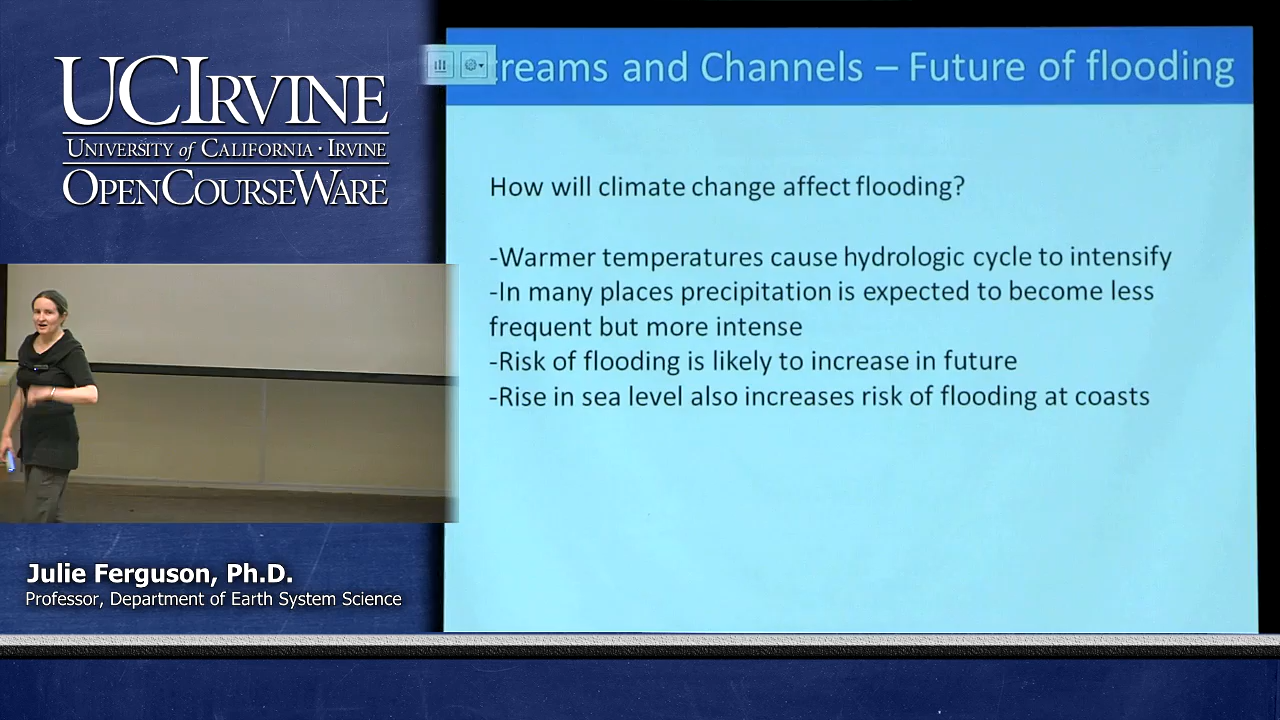 UCIRVINE
UNIVERSITY of CALIFORNIA · IRVINE
OPENCOURSEWARE
treams and Channels – Future of flooding
How will climate change affect flooding?
-Warmer temperatures cause hydrologic cycle to intensify
-In many places precipitation is expected to become less
frequent but more intense
-Risk of flooding is likely to increase in future
-Rise in sea level also increases risk of flooding at coasts
Julie Ferguson, Ph.D.
Professor, Department of Earth System Science